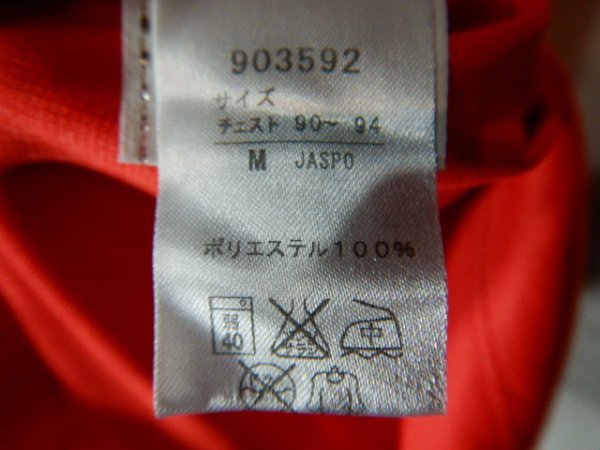 903592
サイズ
チェスト 90～ 94
M JASPO
ポリエステル100%
弱
40
中